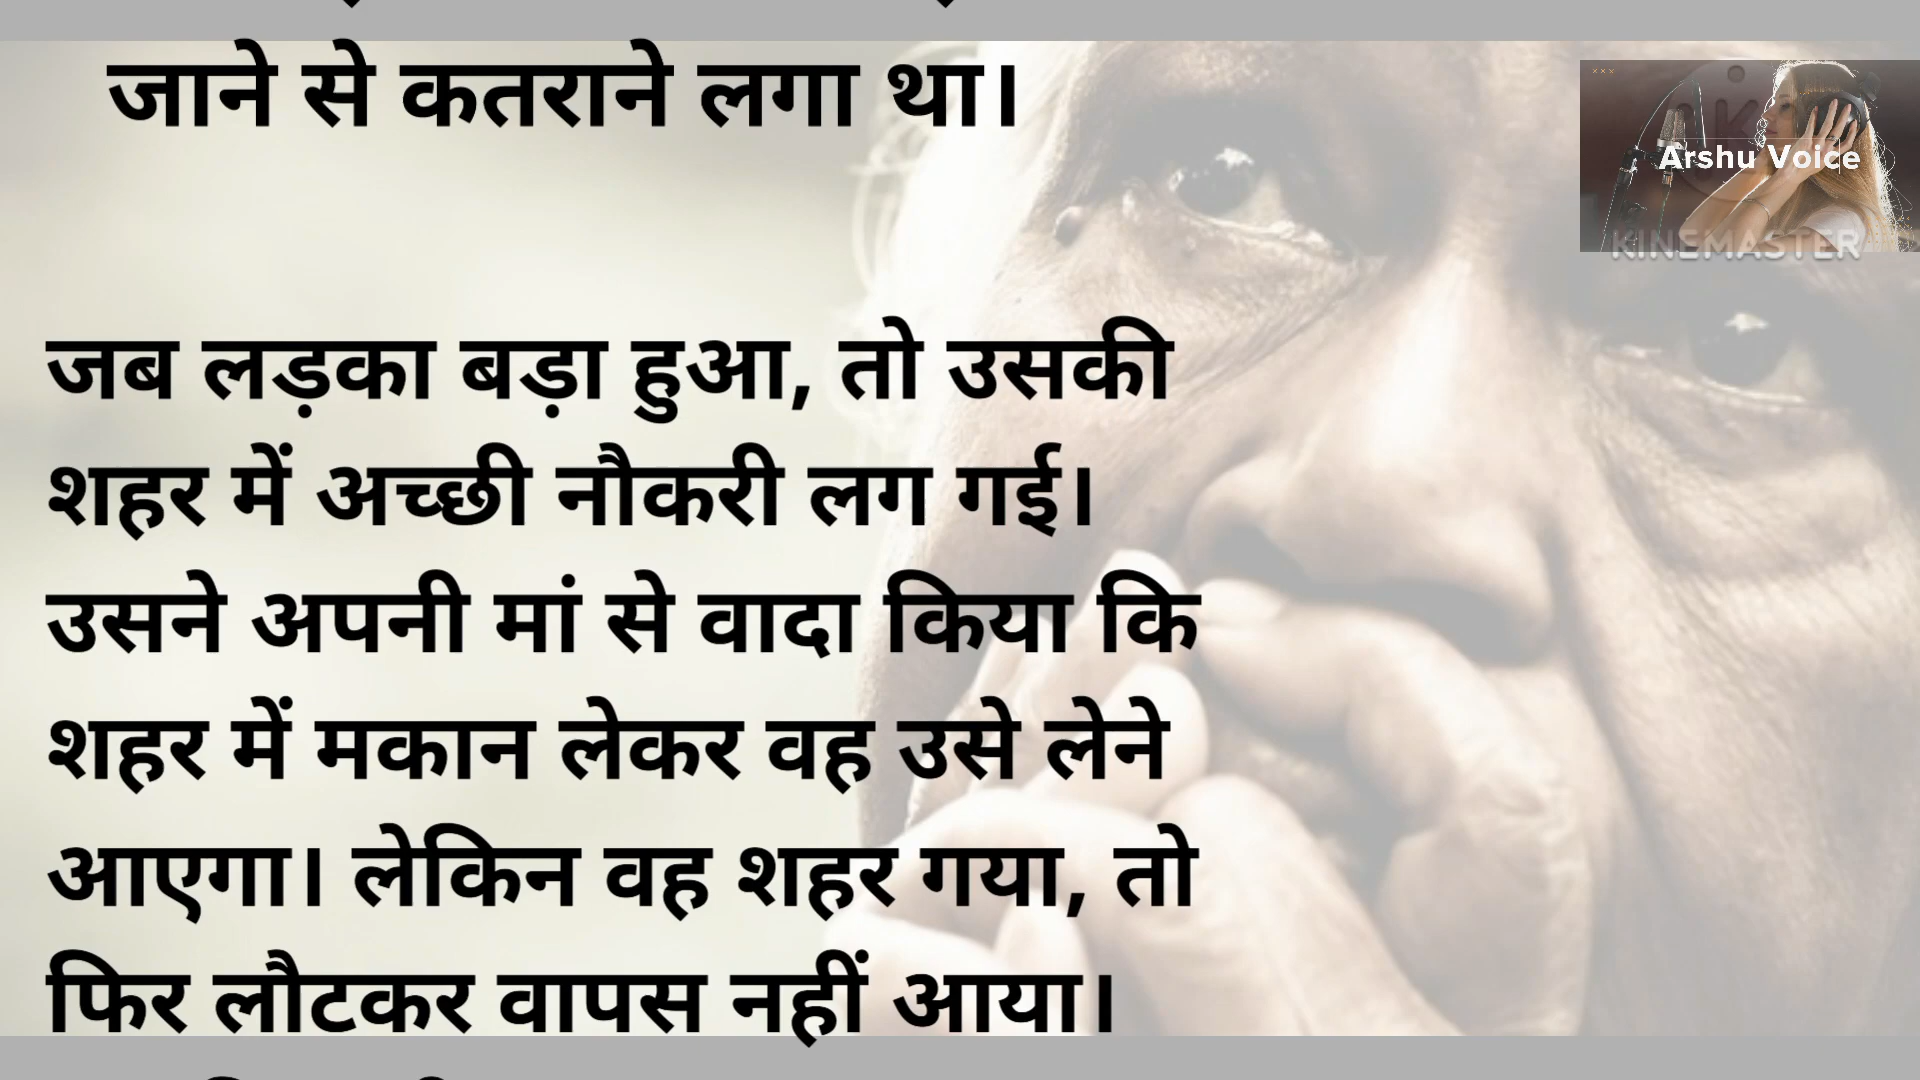 जाने से कतराने लगा था।
जब लड़का बड़ा हुआ, तो उसकी
शहर में अच्छी नौकरी लग गई।
उसने अपनी मां से वादा किया कि
शहर में मकान लेकर वह उसे लेने
आएगा। लेकिन वह शहर गया, तो
फिर लौटकर वापस नहीं आया।
Arshu Voice
KINEMASTER